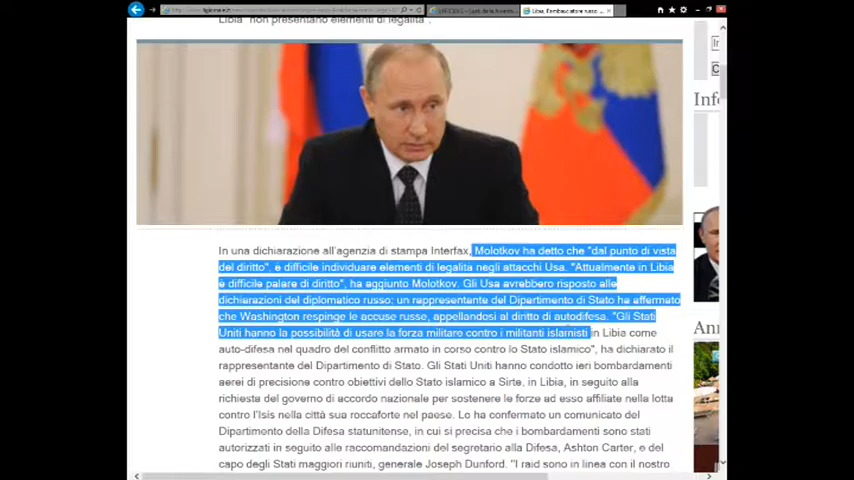 Libia "non presentano elementi di legalità".
Libia, l'ambasciatore russo ...
In una dichiarazione all'agenzia di stampa Interfax, Molotkov ha detto che "dal punto di vista
del diritto", è difficile individuare elementi di legalità negli attacchi Usa. "Attualmente in Libia
è difficile parlare di diritto", ha aggiunto Molotkov. Gli Usa avrebbero risposto alle
dichiarazioni del diplomatico russo: un rappresentante del Dipartimento di Stato ha affermato
che Washington respinge le accuse russe, appellandosi al diritto di autodifesa. "Gli Stati
Uniti hanno la possibilità di usare la forza militare contro i militanti islamisti in Libia come
auto-difesa nel quadro del conflitto armato in corso contro lo Stato islamico", ha dichiarato il
rappresentante del Dipartimento di Stato. Gli Stati Uniti hanno condotto ieri bombardamenti
aerei di precisione contro obiettivi dello Stato islamico a Sirte, in Libia, in seguito alla
richiesta del governo di accordo nazionale per sostenere le forze ad esso affiliate nella lotta
contro l'Isis nella città sua roccaforte nel paese. Lo ha confermato un comunicato del
Dipartimento della Difesa statunitense, in cui si precisa che i bombardamenti sono stati
autorizzati in seguito alle raccomandazioni del segretario alla Difesa, Ashton Carter, e del
capo degli Stati maggiori riuniti, generale Joseph Dunford. "I raid sono in linea con il nostro
In
C
Info
Ann